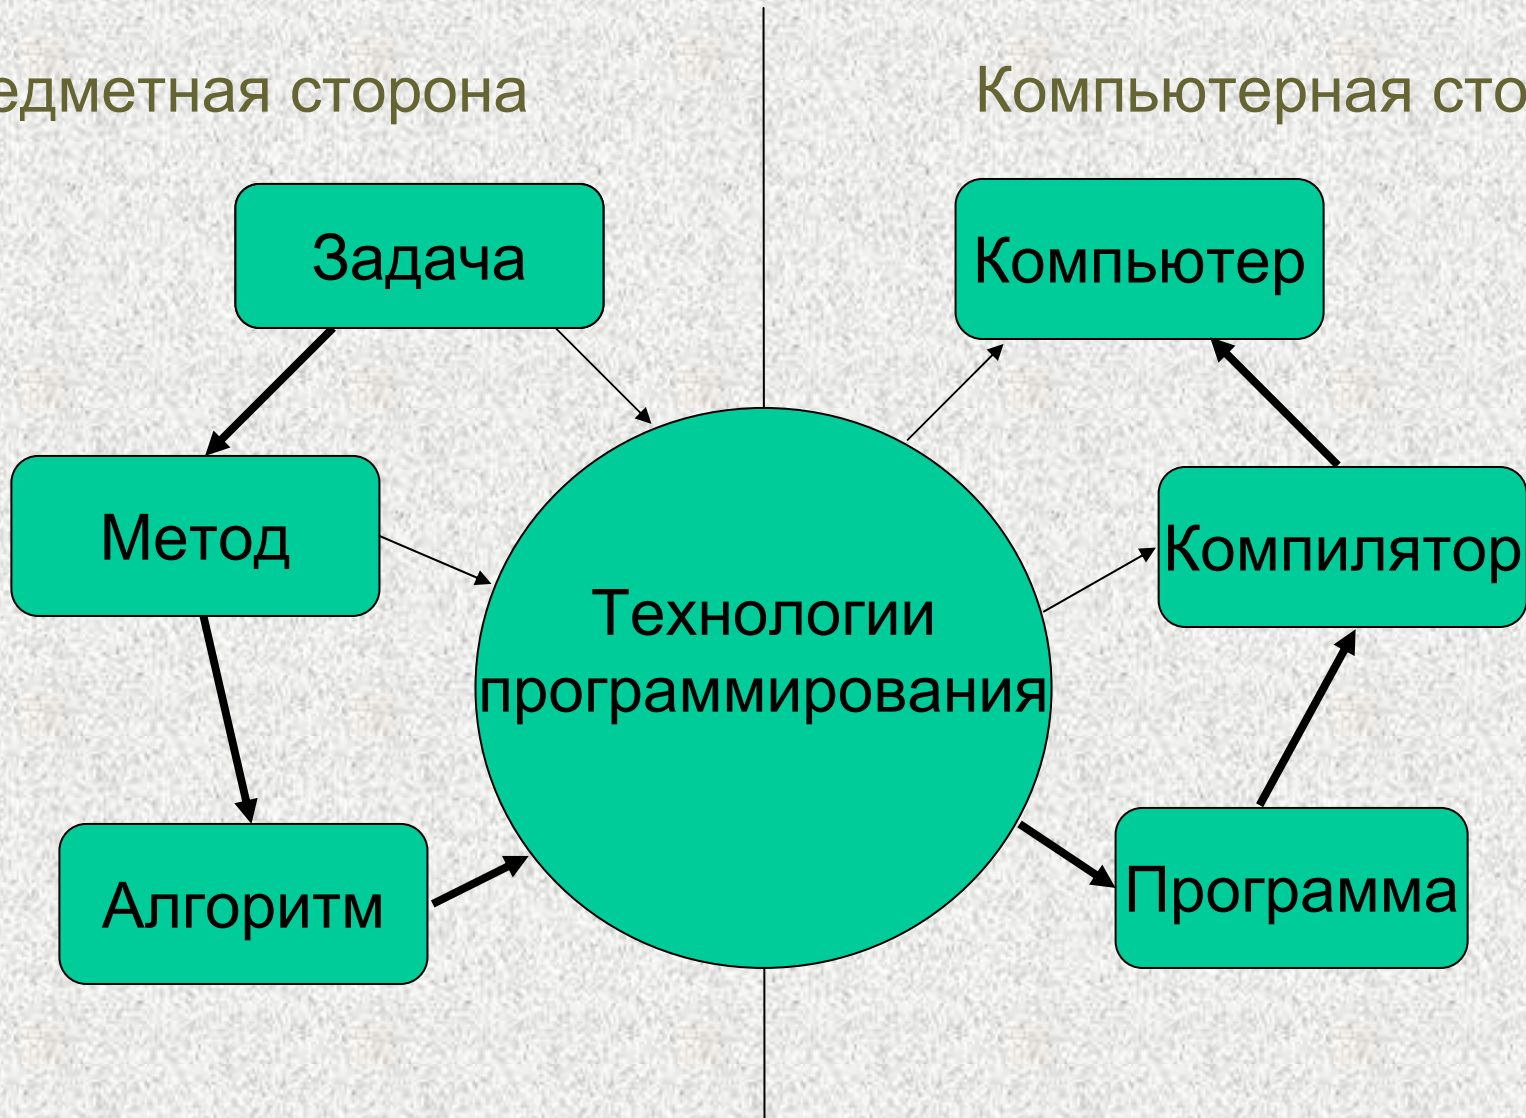 едметная сторона
Компьютерная сто
Задача
Компьютер
Метод
Компилятор
Технологии
программирования
Алгоритм
Программа